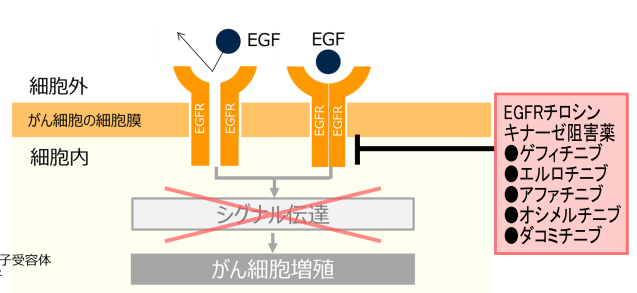 EGF
EGF
細胞外
がん細胞の細胞膜
EGFR
EGFR
EGFR
EGFR
細胞内
シグナル伝達
がん細胞増殖
子受容体
EGFRチロシン
キナーゼ阻害薬
●ゲフィチニブ
●エルロチニブ
●アファチニブ
●オシメルチニブ
●ダコミチニブ